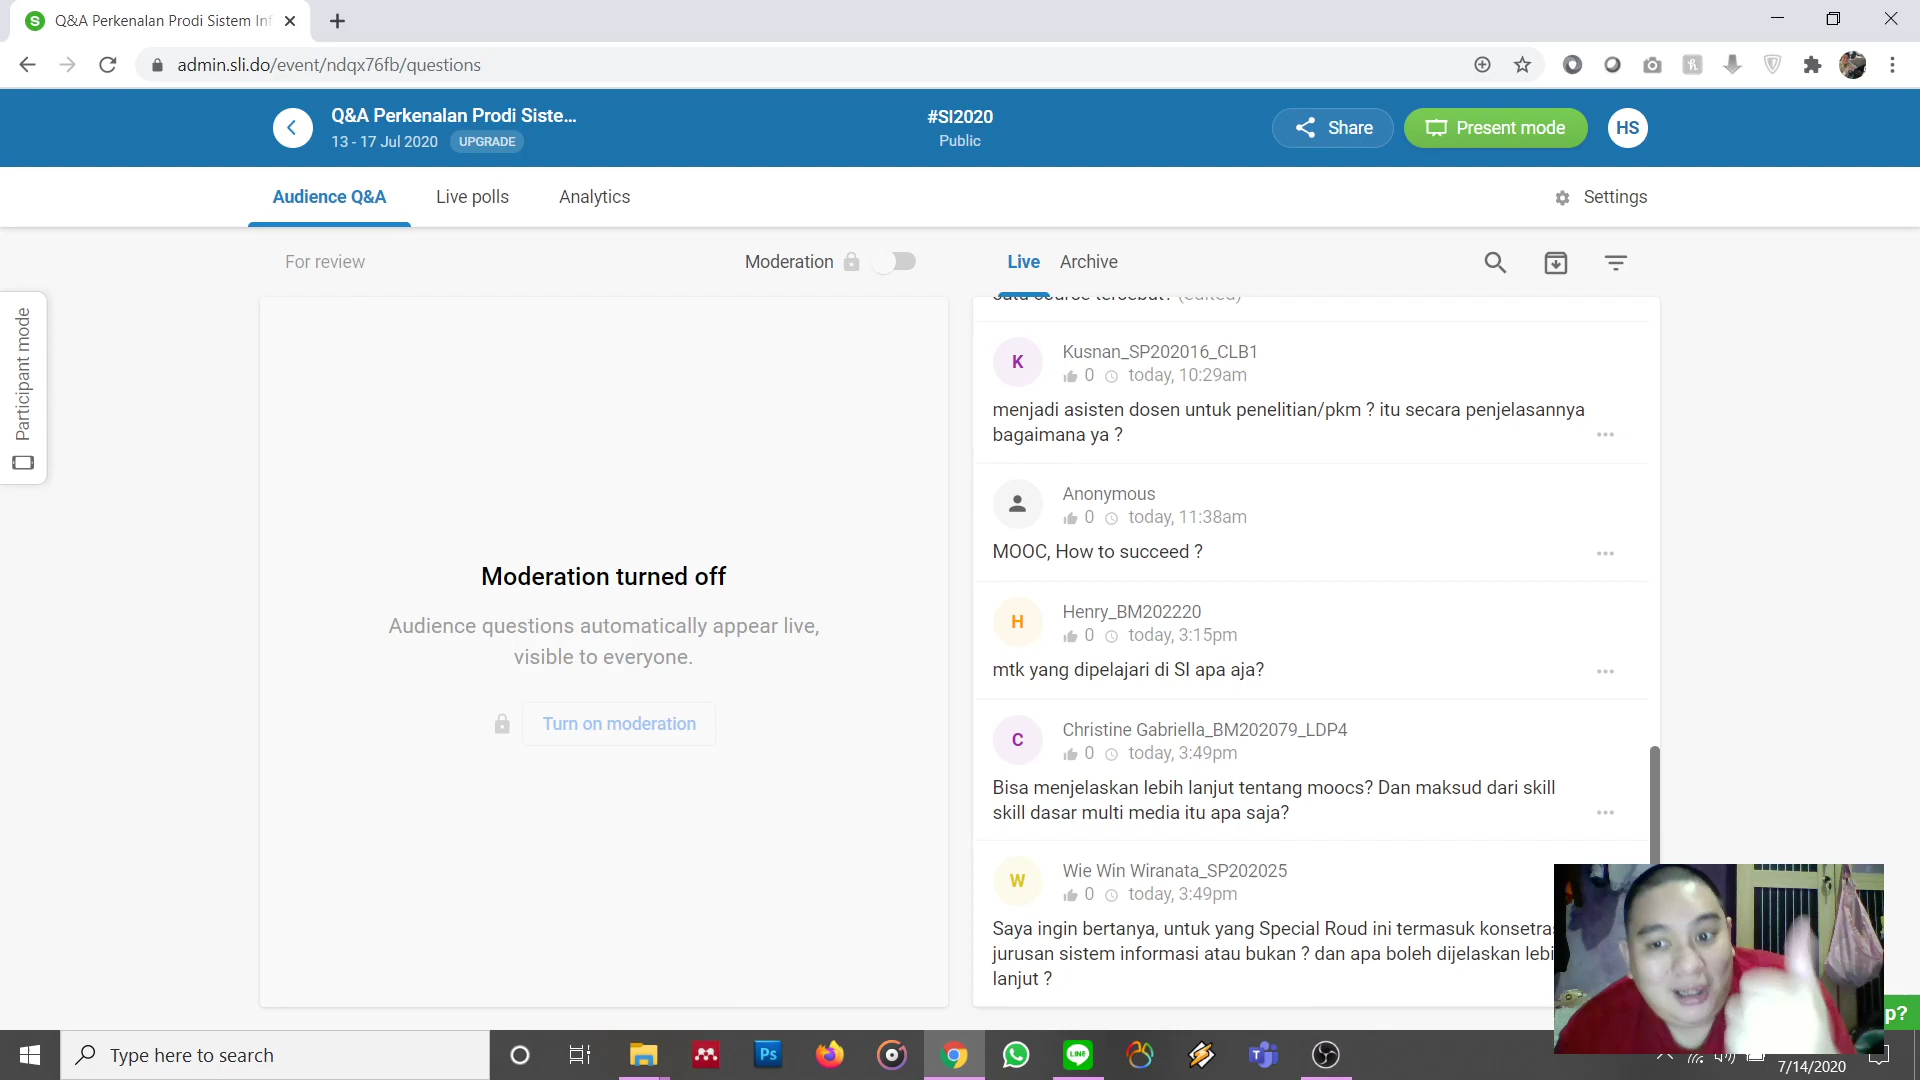 Q&A Perkenalan Prodi Sistem Inf
admin.sli.do/event/ndqx76fb/questions
Q&A Perkenalan Prodi Siste...
13 - 17 Jul 2020 UPGRADE
#SI2020
Public
Share
Present mode
HS
Audience Q&A
Live polls
Analytics
Settings
Participant mode
For review
Moderation
Moderation turned off
Audience questions automatically appear live,
visible to everyone.
Turn on moderation
Live
Archive
satu course tersebut? (edited)
K
Kusnan_SP202016_CLB1
0 today, 10:29am
menjadi asisten dosen untuk penelitian/pkm ? itu secara penjelasannya
bagaimana ya ?
Anonymous
0 today, 11:38am
MOOC, How to succeed ?
H
Henry_BM202220
0 today, 3:15pm
mtk yang dipelajari di SI apa aja?
C
Christine Gabriella_BM202079_LDP4
0 today, 3:49pm
Bisa menjelaskan lebih lanjut tentang moocs? Dan maksud dari skill
skill dasar multi media itu apa saja?
W
Wie Win Wiranata_SP202025
0 today, 3:49pm
Saya ingin bertanya, untuk yang Special Roud ini termasuk konsetras
jurusan sistem informasi atau bukan ? dan apa boleh dijelaskan lebi
lanjut ?
p?
Type here to search
Ps
LINE
7/14/2020